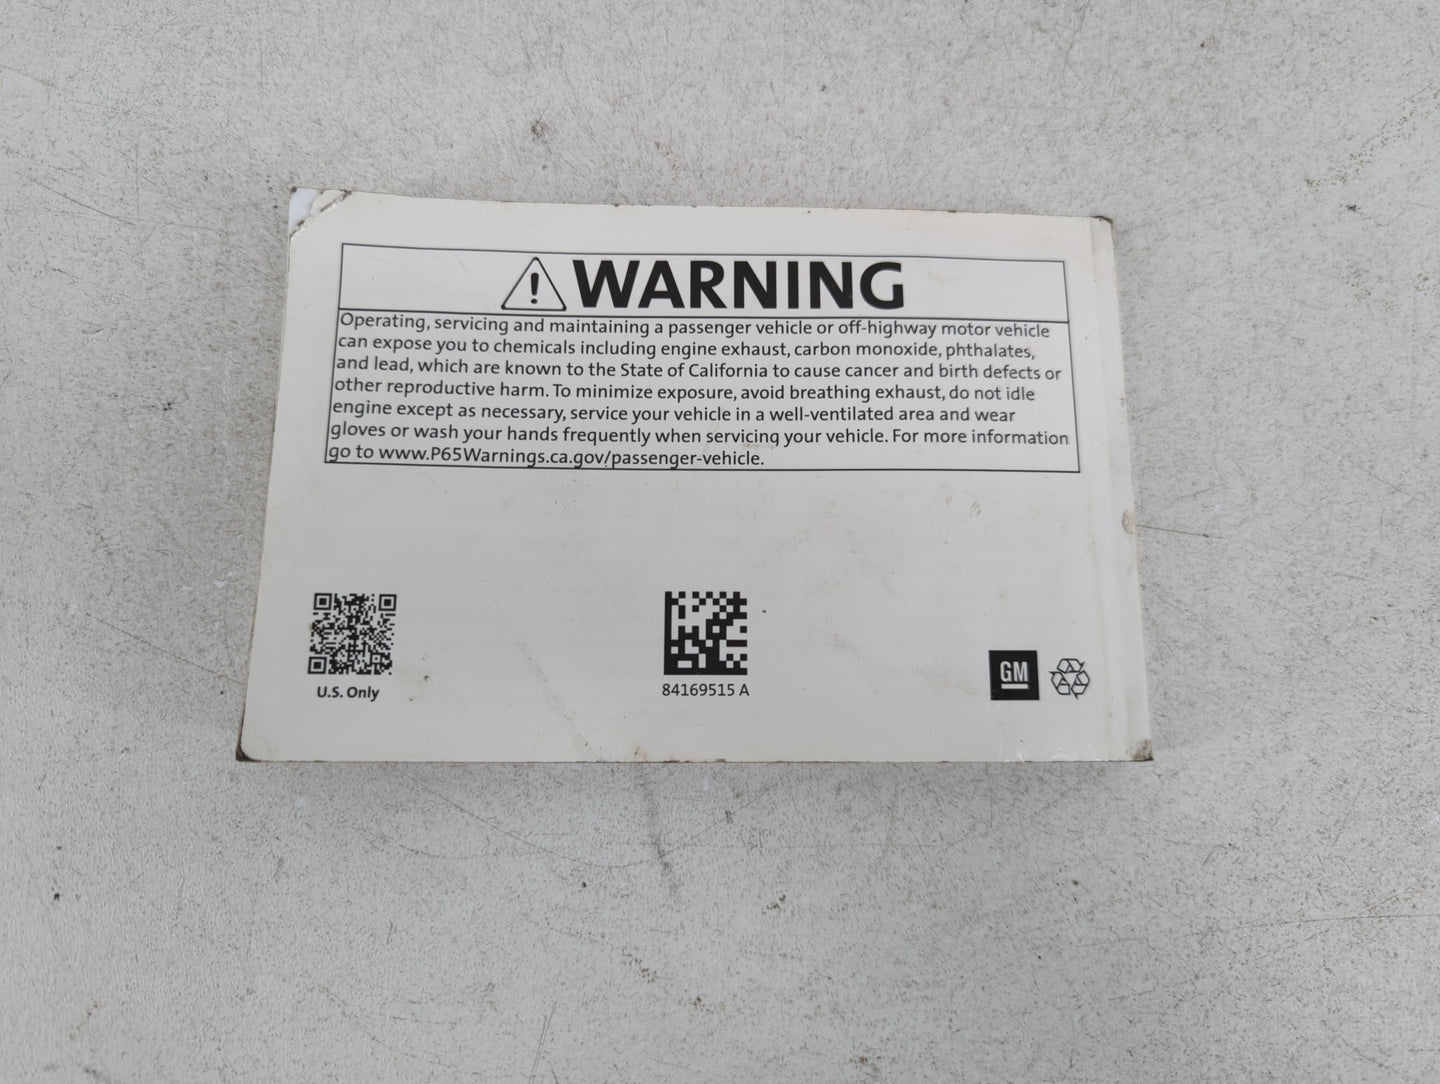 WARNING
Operating, servicing and maintaining a passenger vehicle or off-highway motor vehicle
can expose you to chemicals including engine exhaust, carbon monoxide, phthalates,
and lead, which are known to the State of California to cause cancer and birth defects or
other reproductive harm. To minimize exposure, avoid breathing exhaust, do not idle
engine except as necessary, service your vehicle in a well-ventilated area and wear
gloves or wash your hands frequently when servicing your vehicle. For more information
go to www.P65Warnings.ca.gov/passenger-vehicle.
U.S. Only
84169515 A
GM